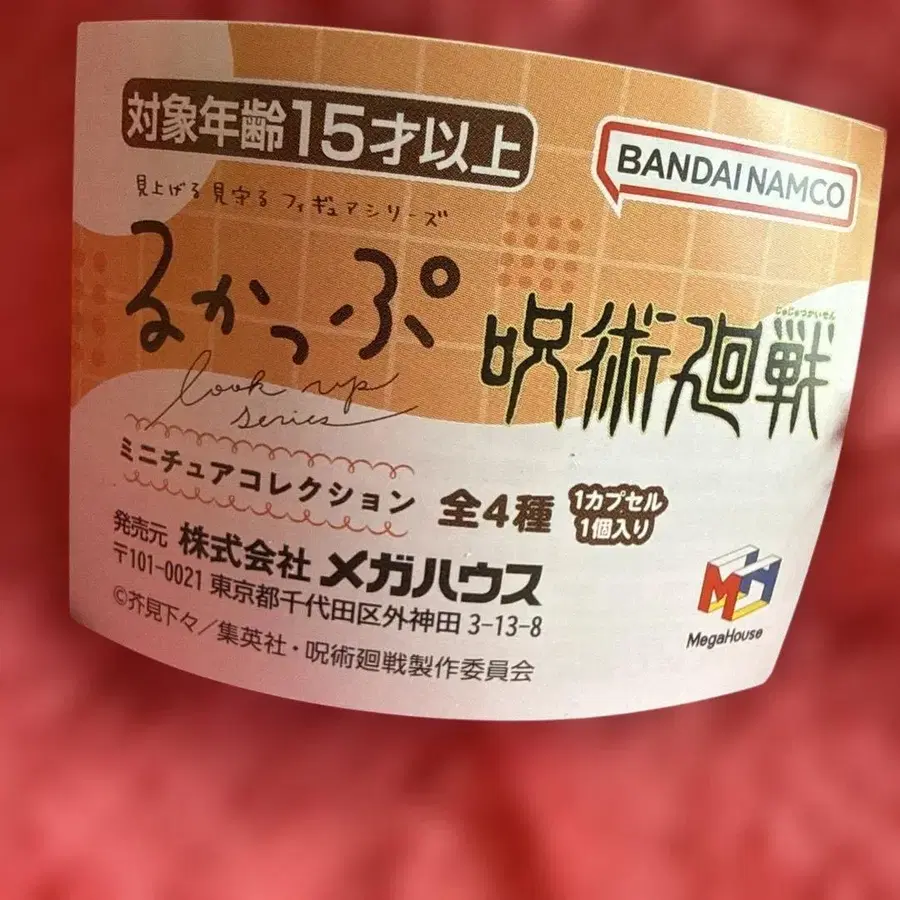 対象年齢15才以上
BANDAI NAMCO
見上げる見守るフィギュアシリーズ
るかっぷ
look up
series
じゅじゅつかいせん
呪術廻戦
ミニチュアコレクション
全4種
1カプセル
1個入り
発売元 株式会社 メガハウス
〒101-0021 東京都千代田区外神田 3-13-8
©芥見下々／集英社・呪術廻戦製作委員会
MH
MegaHouse